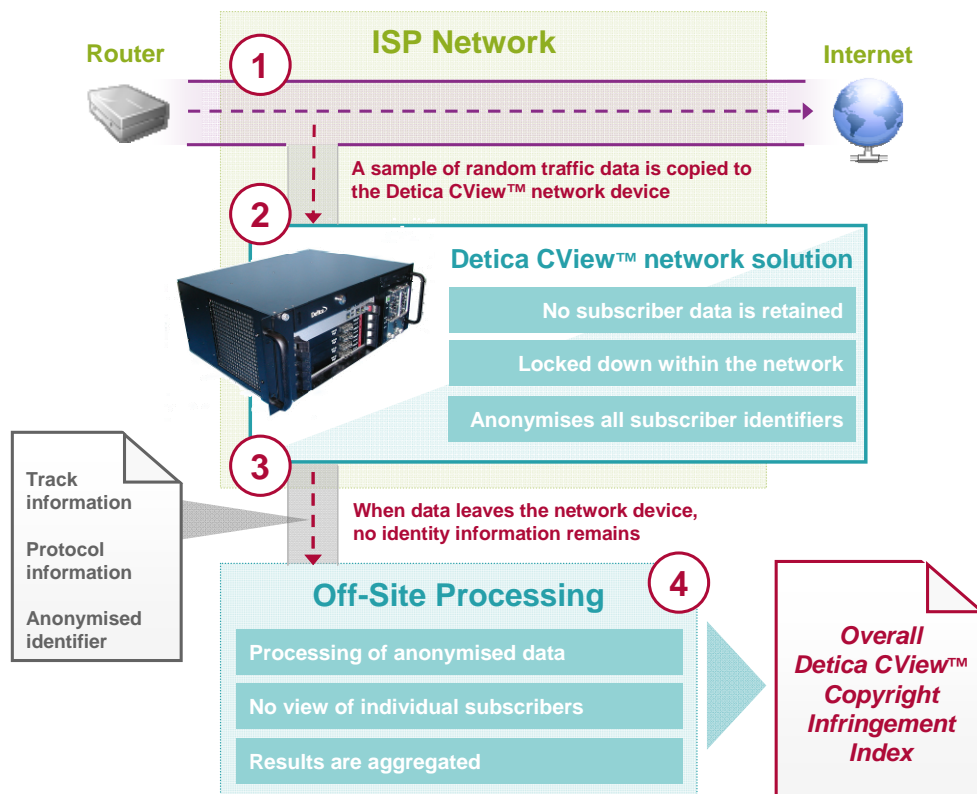 ISP Network
Router
Internet
1
A sample of random traffic data is copied to
the Detica CView™ network device
2
Detica CView™ network solution
Detica
No subscriber data is retained
Locked down within the network
Anonymises all subscriber identifiers
3
Track
information
Protocol
information
Anonymised
identifier
When data leaves the network device,
no identity information remains
4
Off-Site Processing
Processing of anonymised data
No view of individual subscribers
Results are aggregated
Overall
Detica CView™
Copyright
Infringement
Index